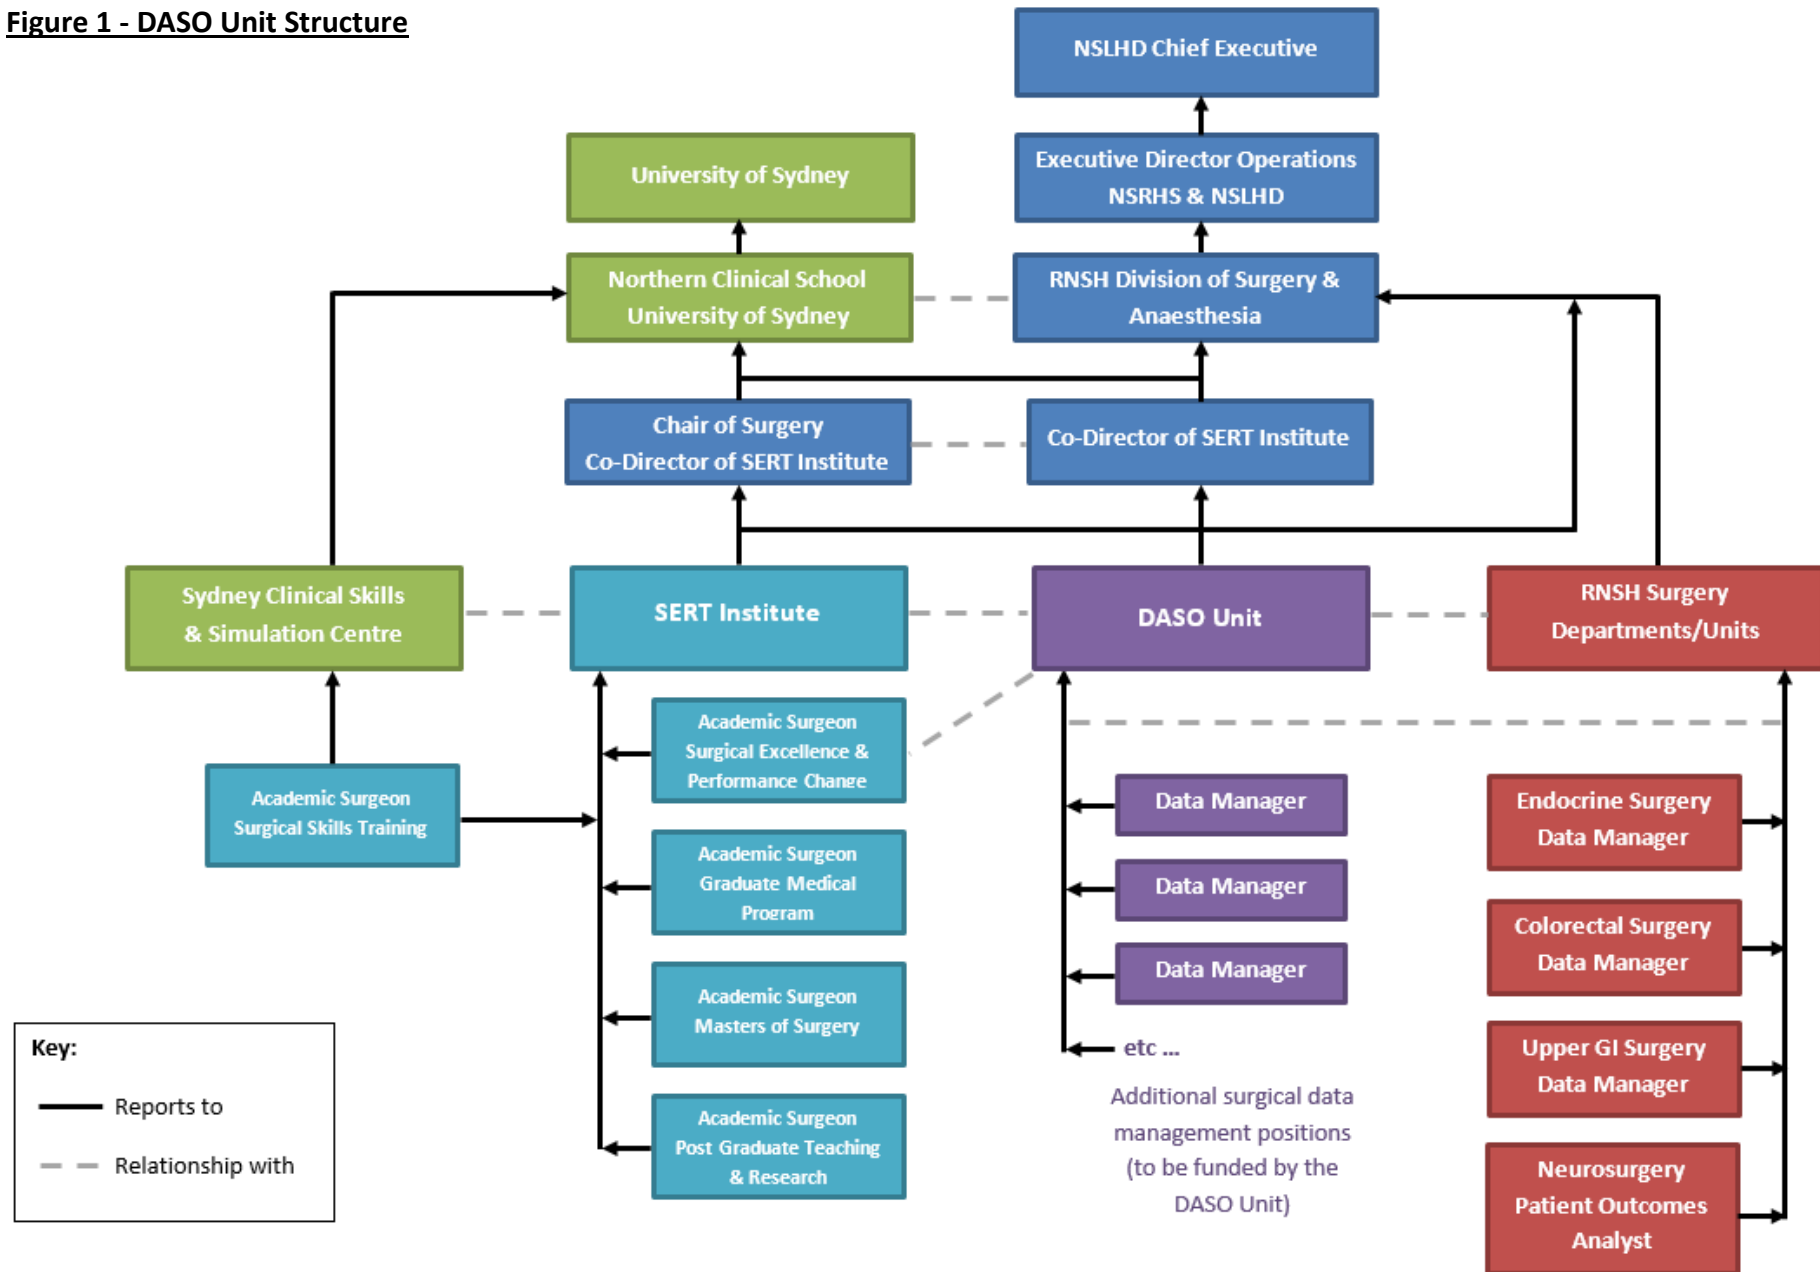 Figure 1 - DASO Unit Structure
NSLHD Chief Executive
Executive Director Operations
NSRHS & NSLHD
University of Sydney
Northern Clinical School
University of Sydney
RNSH Division of Surgery &
Anaesthesia
Chair of Surgery
Co-Director of SERT Institute
Co-Director of SERT Institute
Sydney Clinical Skills
& Simulation Centre
SERT Institute
DASO Unit
RNSH Surgery
Departments/Units
Academic Surgeon
Surgical Skills Training
Academic Surgeon
Surgical Excellence &
Performance Change
Academic Surgeon
Graduate Medical
Program
Academic Surgeon
Masters of Surgery
Academic Surgeon
Post Graduate Teaching
& Research
Data Manager
Data Manager
Data Manager
etc ...
Additional surgical data
management positions
(to be funded by the
DASO Unit)
Endocrine Surgery
Data Manager
Colorectal Surgery
Data Manager
Upper GI Surgery
Data Manager
Neurosurgery
Patient Outcomes
Analyst
Key:
Reports to
Relationship with